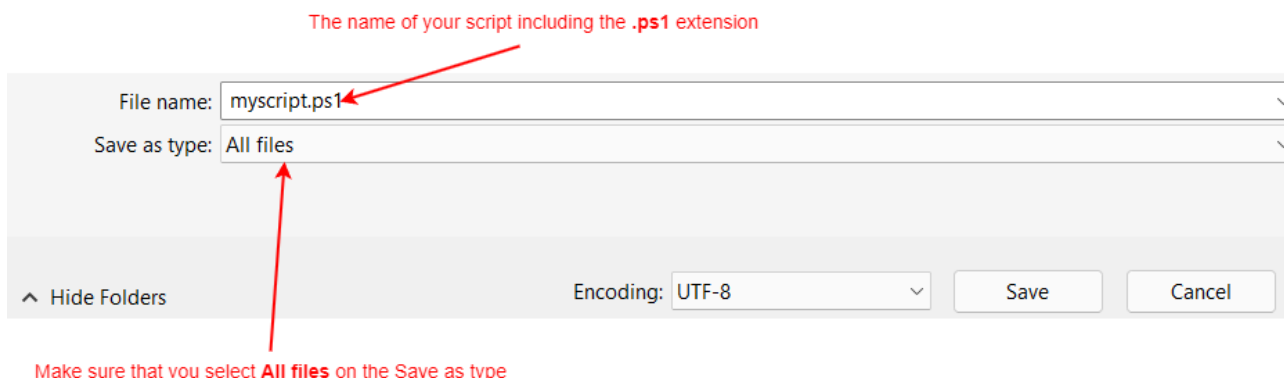 The name of your script including the .ps1 extension
File name: myscript.ps1
Save as type: All files
Hide Folders
Encoding: UTF-8
Save
Cancel
Make sure that you select All files on the Save as type